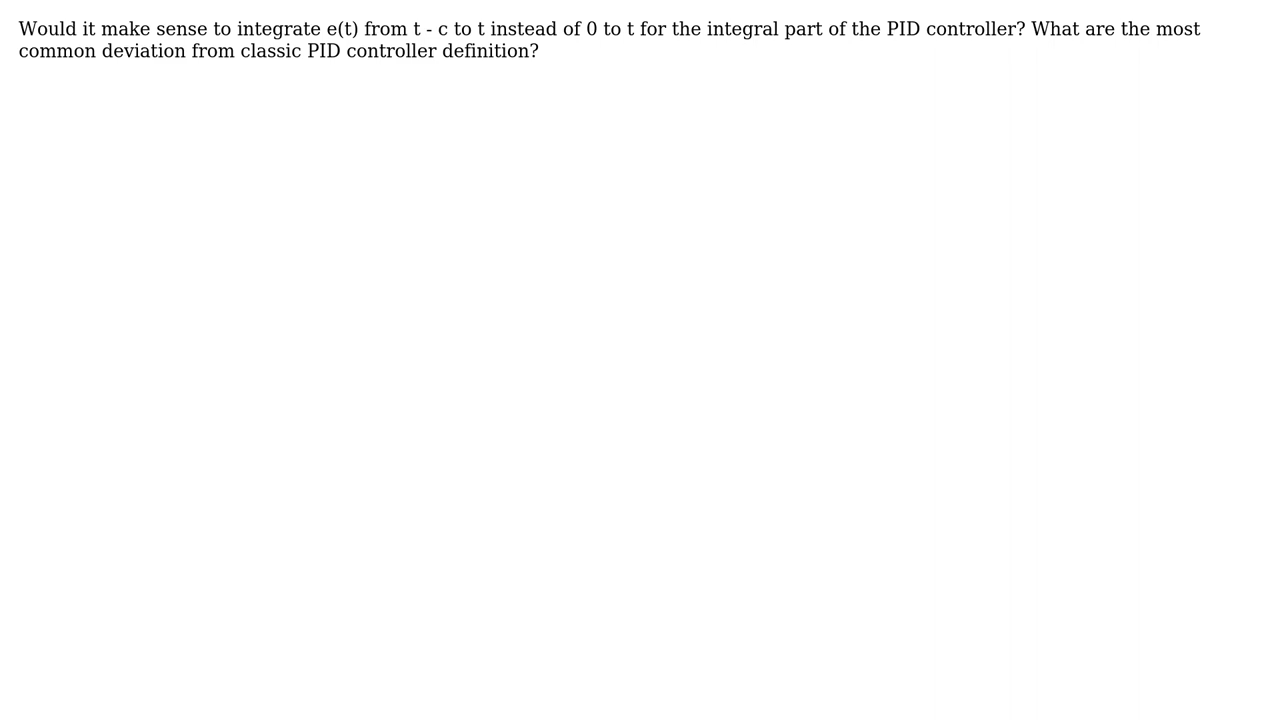 Would it make sense to integrate e(t) from t - c to t instead of 0 to t for the integral part of the PID controller? What are the most
common deviation from classic PID controller definition?